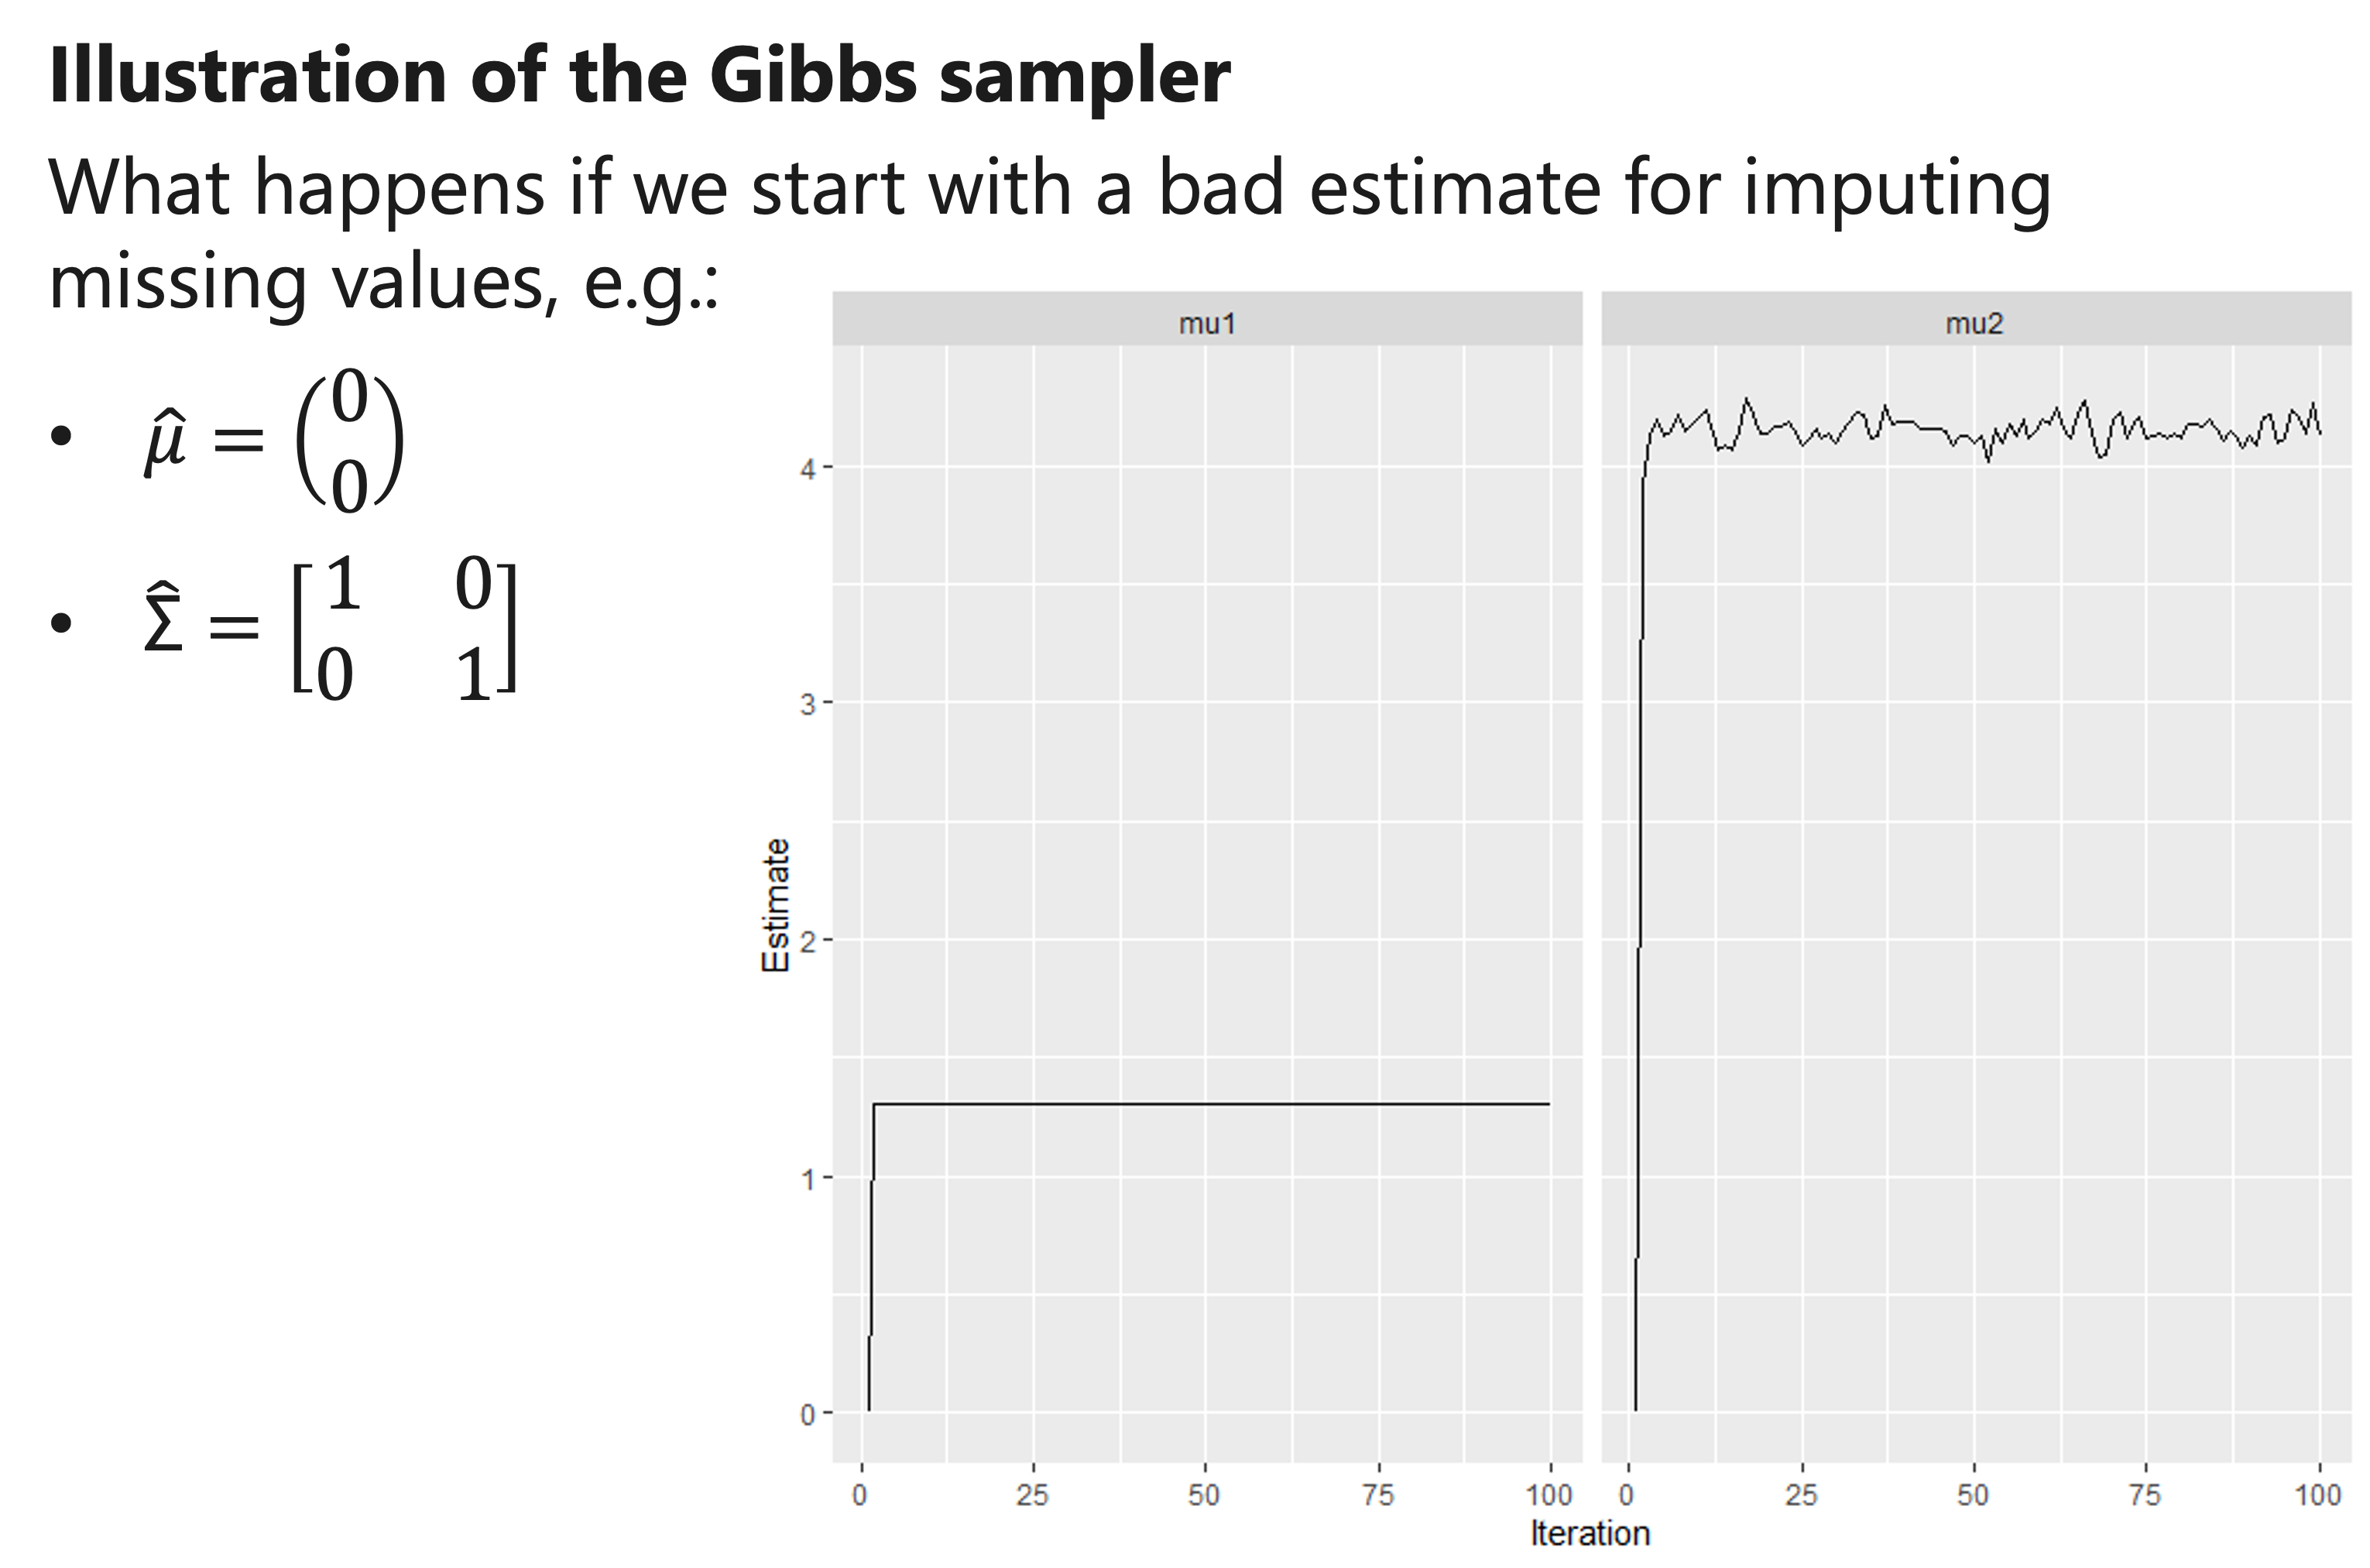 Illustration of the Gibbs sampler
What happens if we start with a bad estimate for imputing
missing values, e.g.:
• μ̂ = (0
0)
• Σ̂ = [1 0
0 1]
mu1 mu2
4
3
2
1
0
Estimate
0 25 50 75 100 0 25 50 75 100
Iteration